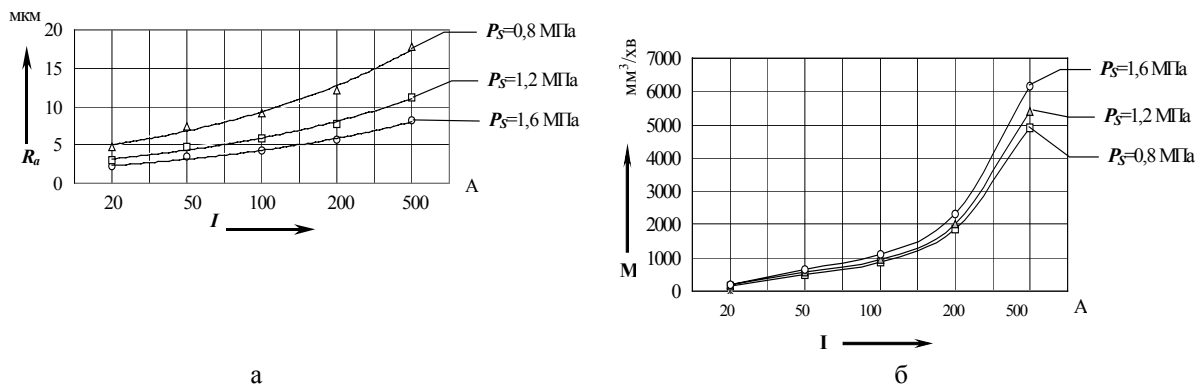 мкм
20
15
10
5
0
Ra
20 50 100 200 500
А
I
PS=0,8 МПа
PS=1,2 МПа
PS=1,6 МПа
а
мм³/хв
7000
6000
5000
4000
3000
2000
1000
0
М
20 50 100 200 500
А
I
PS=1,6 МПа
PS=1,2 МПа
PS=0,8 МПа
б